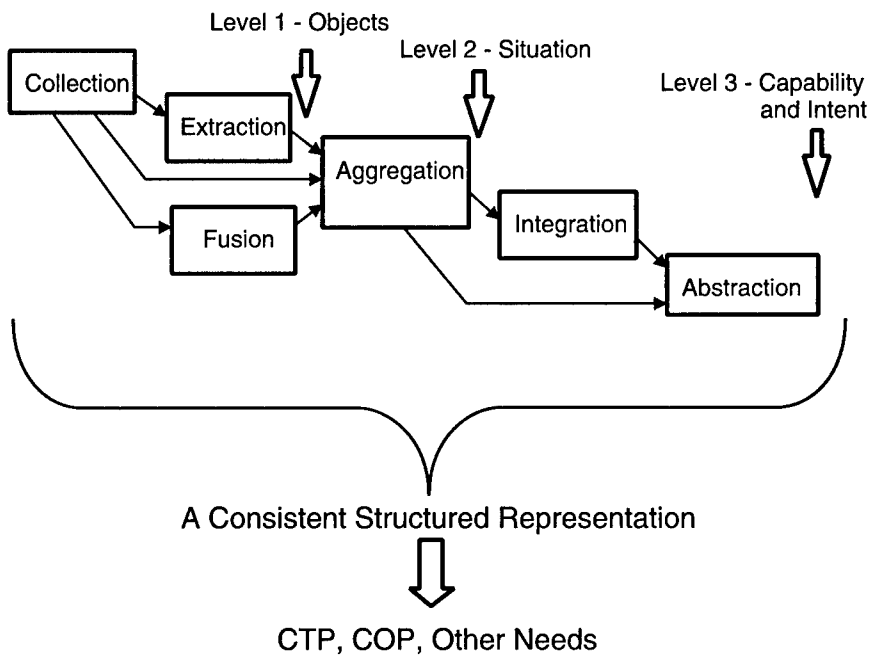 Level 1 - Objects
Level 2 - Situation
Level 3 - Capability
and Intent
Collection
Extraction
Aggregation
Fusion
Integration
Abstraction
A Consistent Structured Representation
CTP, COP, Other Needs